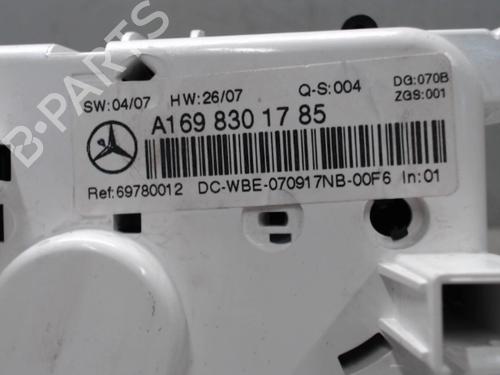 B-PARTS
SW:04/07 HW:26/07 Q-S:004 DG:070B
ZGS:001
A169 830 17 85
Ref:69780012 DC-WBE-070917NB-00F6 In:01